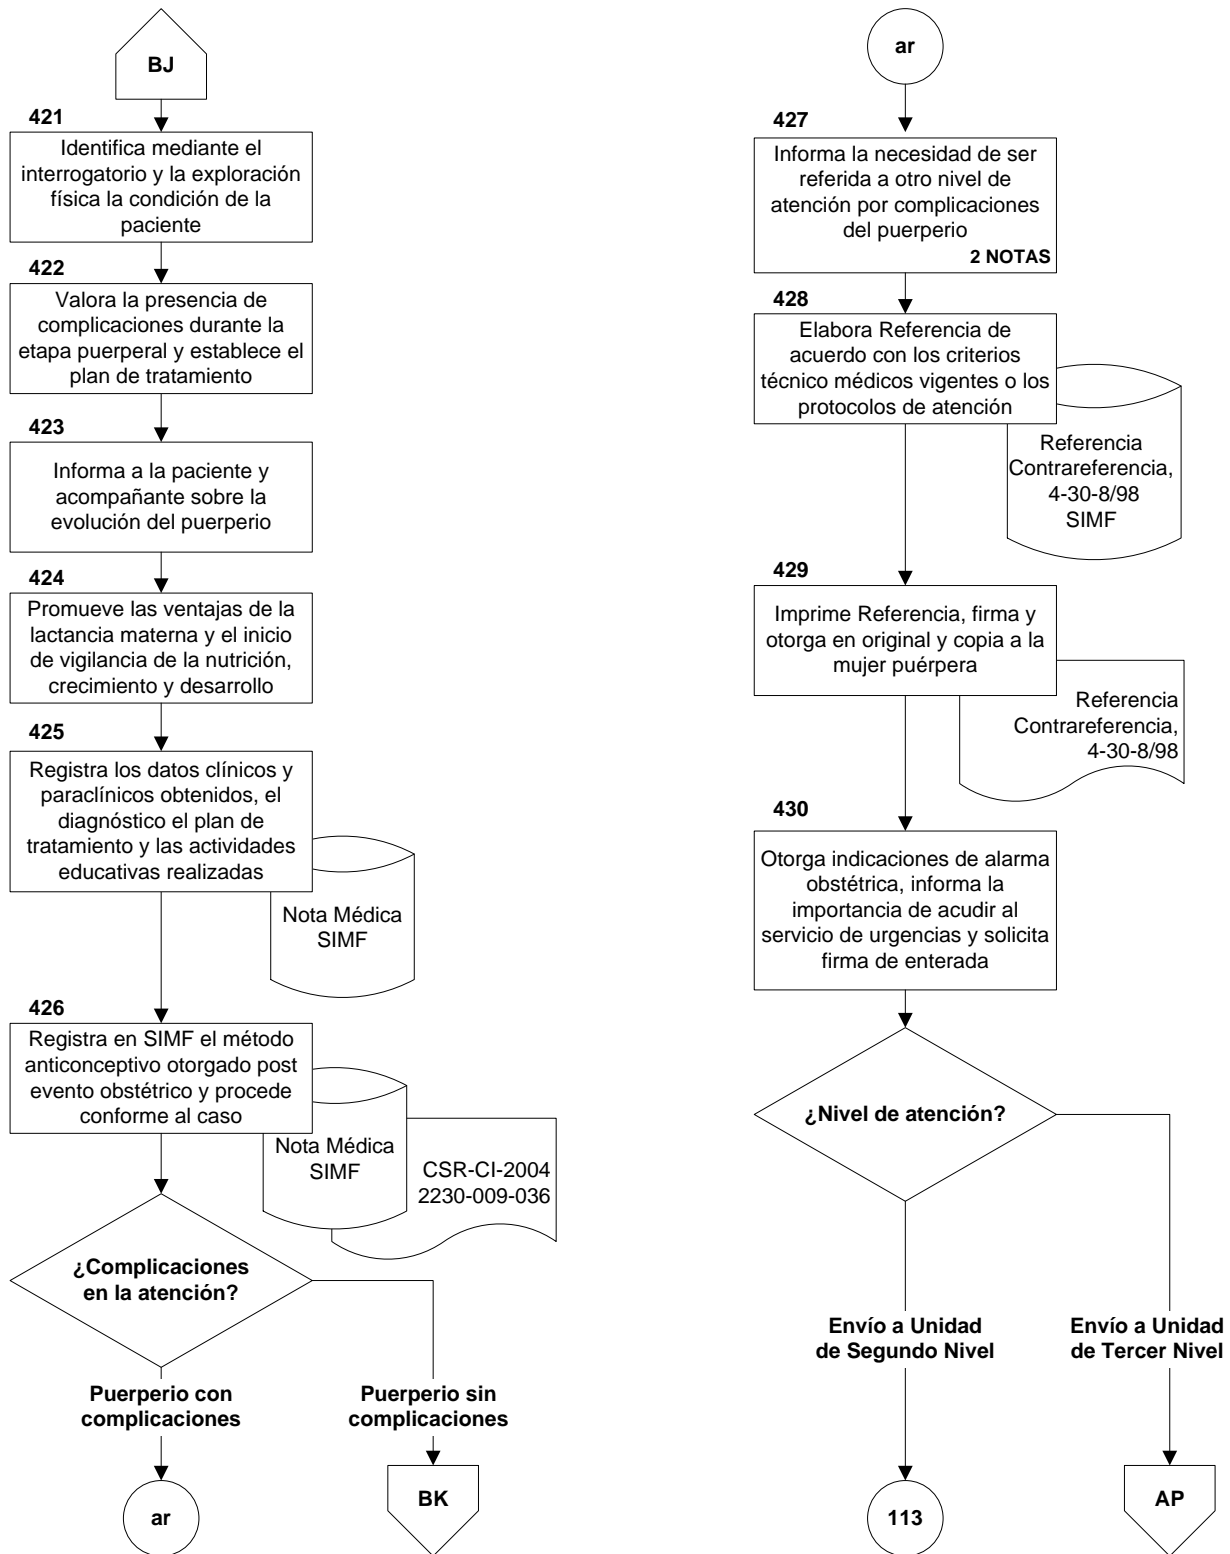 BJ
421
Identifica mediante el
interrogatorio y la exploración
física la condición de la
paciente
422
Valora la presencia de
complicaciones durante la
etapa puerperal y establece el
plan de tratamiento
423
Informa a la paciente y
acompañante sobre la
evolución del puerperio
424
Promueve las ventajas de la
lactancia materna y el inicio
de vigilancia de la nutrición,
crecimiento y desarrollo
425
Registra los datos clínicos y
paraclínicos obtenidos, el
diagnóstico el plan de
tratamiento y las actividades
educativas realizadas
Nota Médica
SIMF
426
Registra en SIMF el método
anticonceptivo otorgado post
evento obstétrico y procede
conforme al caso
Nota Médica
SIMF
CSR-CI-2004
2230-009-036
¿Complicaciones
en la atención?
Puerperio con
complicaciones
Puerperio sin
complicaciones
ar
BK
ar
427
Informa la necesidad de ser
referida a otro nivel de
atención por complicaciones
del puerperio
2 NOTAS
428
Elabora Referencia de
acuerdo con los criterios
técnico médicos vigentes o los
protocolos de atención
Referencia
Contrareferencia,
4-30-8/98
SIMF
429
Imprime Referencia, firma y
otorga en original y copia a la
mujer puérpera
Referencia
Contrareferencia,
4-30-8/98
430
Otorga indicaciones de alarma
obstétrica, informa la
importancia de acudir al
servicio de urgencias y solicita
firma de enterada
¿Nivel de atención?
Envío a Unidad
de Segundo Nivel
Envío a Unidad
de Tercer Nivel
113
AP